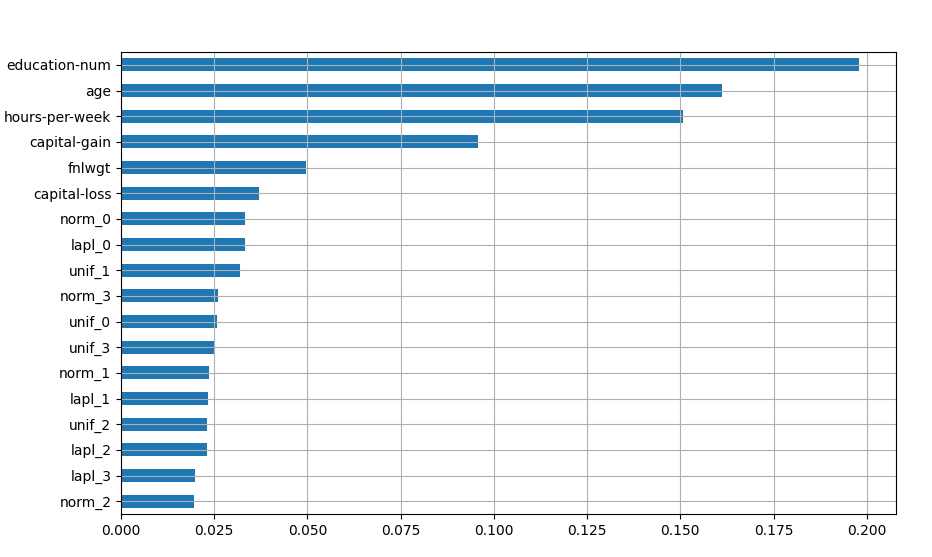 education-num
age
hours-per-week
capital-gain
fnlwgt
capital-loss
norm_0
lapl_0
unif_1
norm_3
unif_0
unif_3
norm_1
lapl_1
unif_2
lapl_2
lapl_3
norm_2
0.000 0.025 0.050 0.075 0.100 0.125 0.150 0.175 0.200